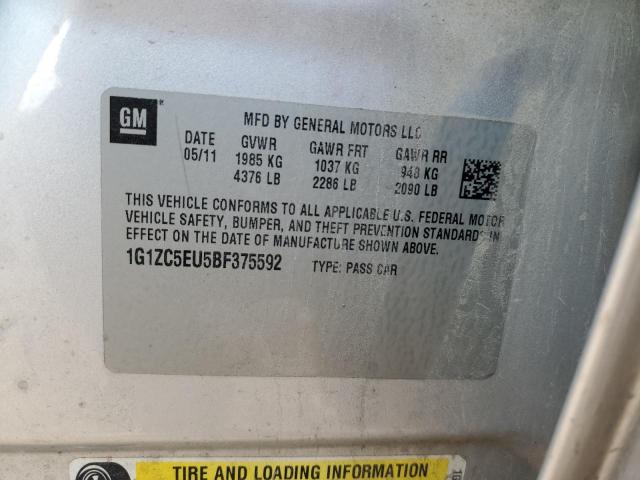 GM
MFD BY GENERAL MOTORS LLC
DATE GVWR GAWR FRT GAWR RR
05/11 1985 KG 1037 KG 948 KG
4376 LB 2286 LB 2090 LB
THIS VEHICLE CONFORMS TO ALL APPLICABLE U.S. FEDERAL MOTOR
VEHICLE SAFETY, BUMPER, AND THEFT PREVENTION STANDARDS IN
EFFECT ON THE DATE OF MANUFACTURE SHOWN ABOVE.
1G1ZC5EU5BF375592 TYPE: PASS CAR
TIRE AND LOADING INFORMATION